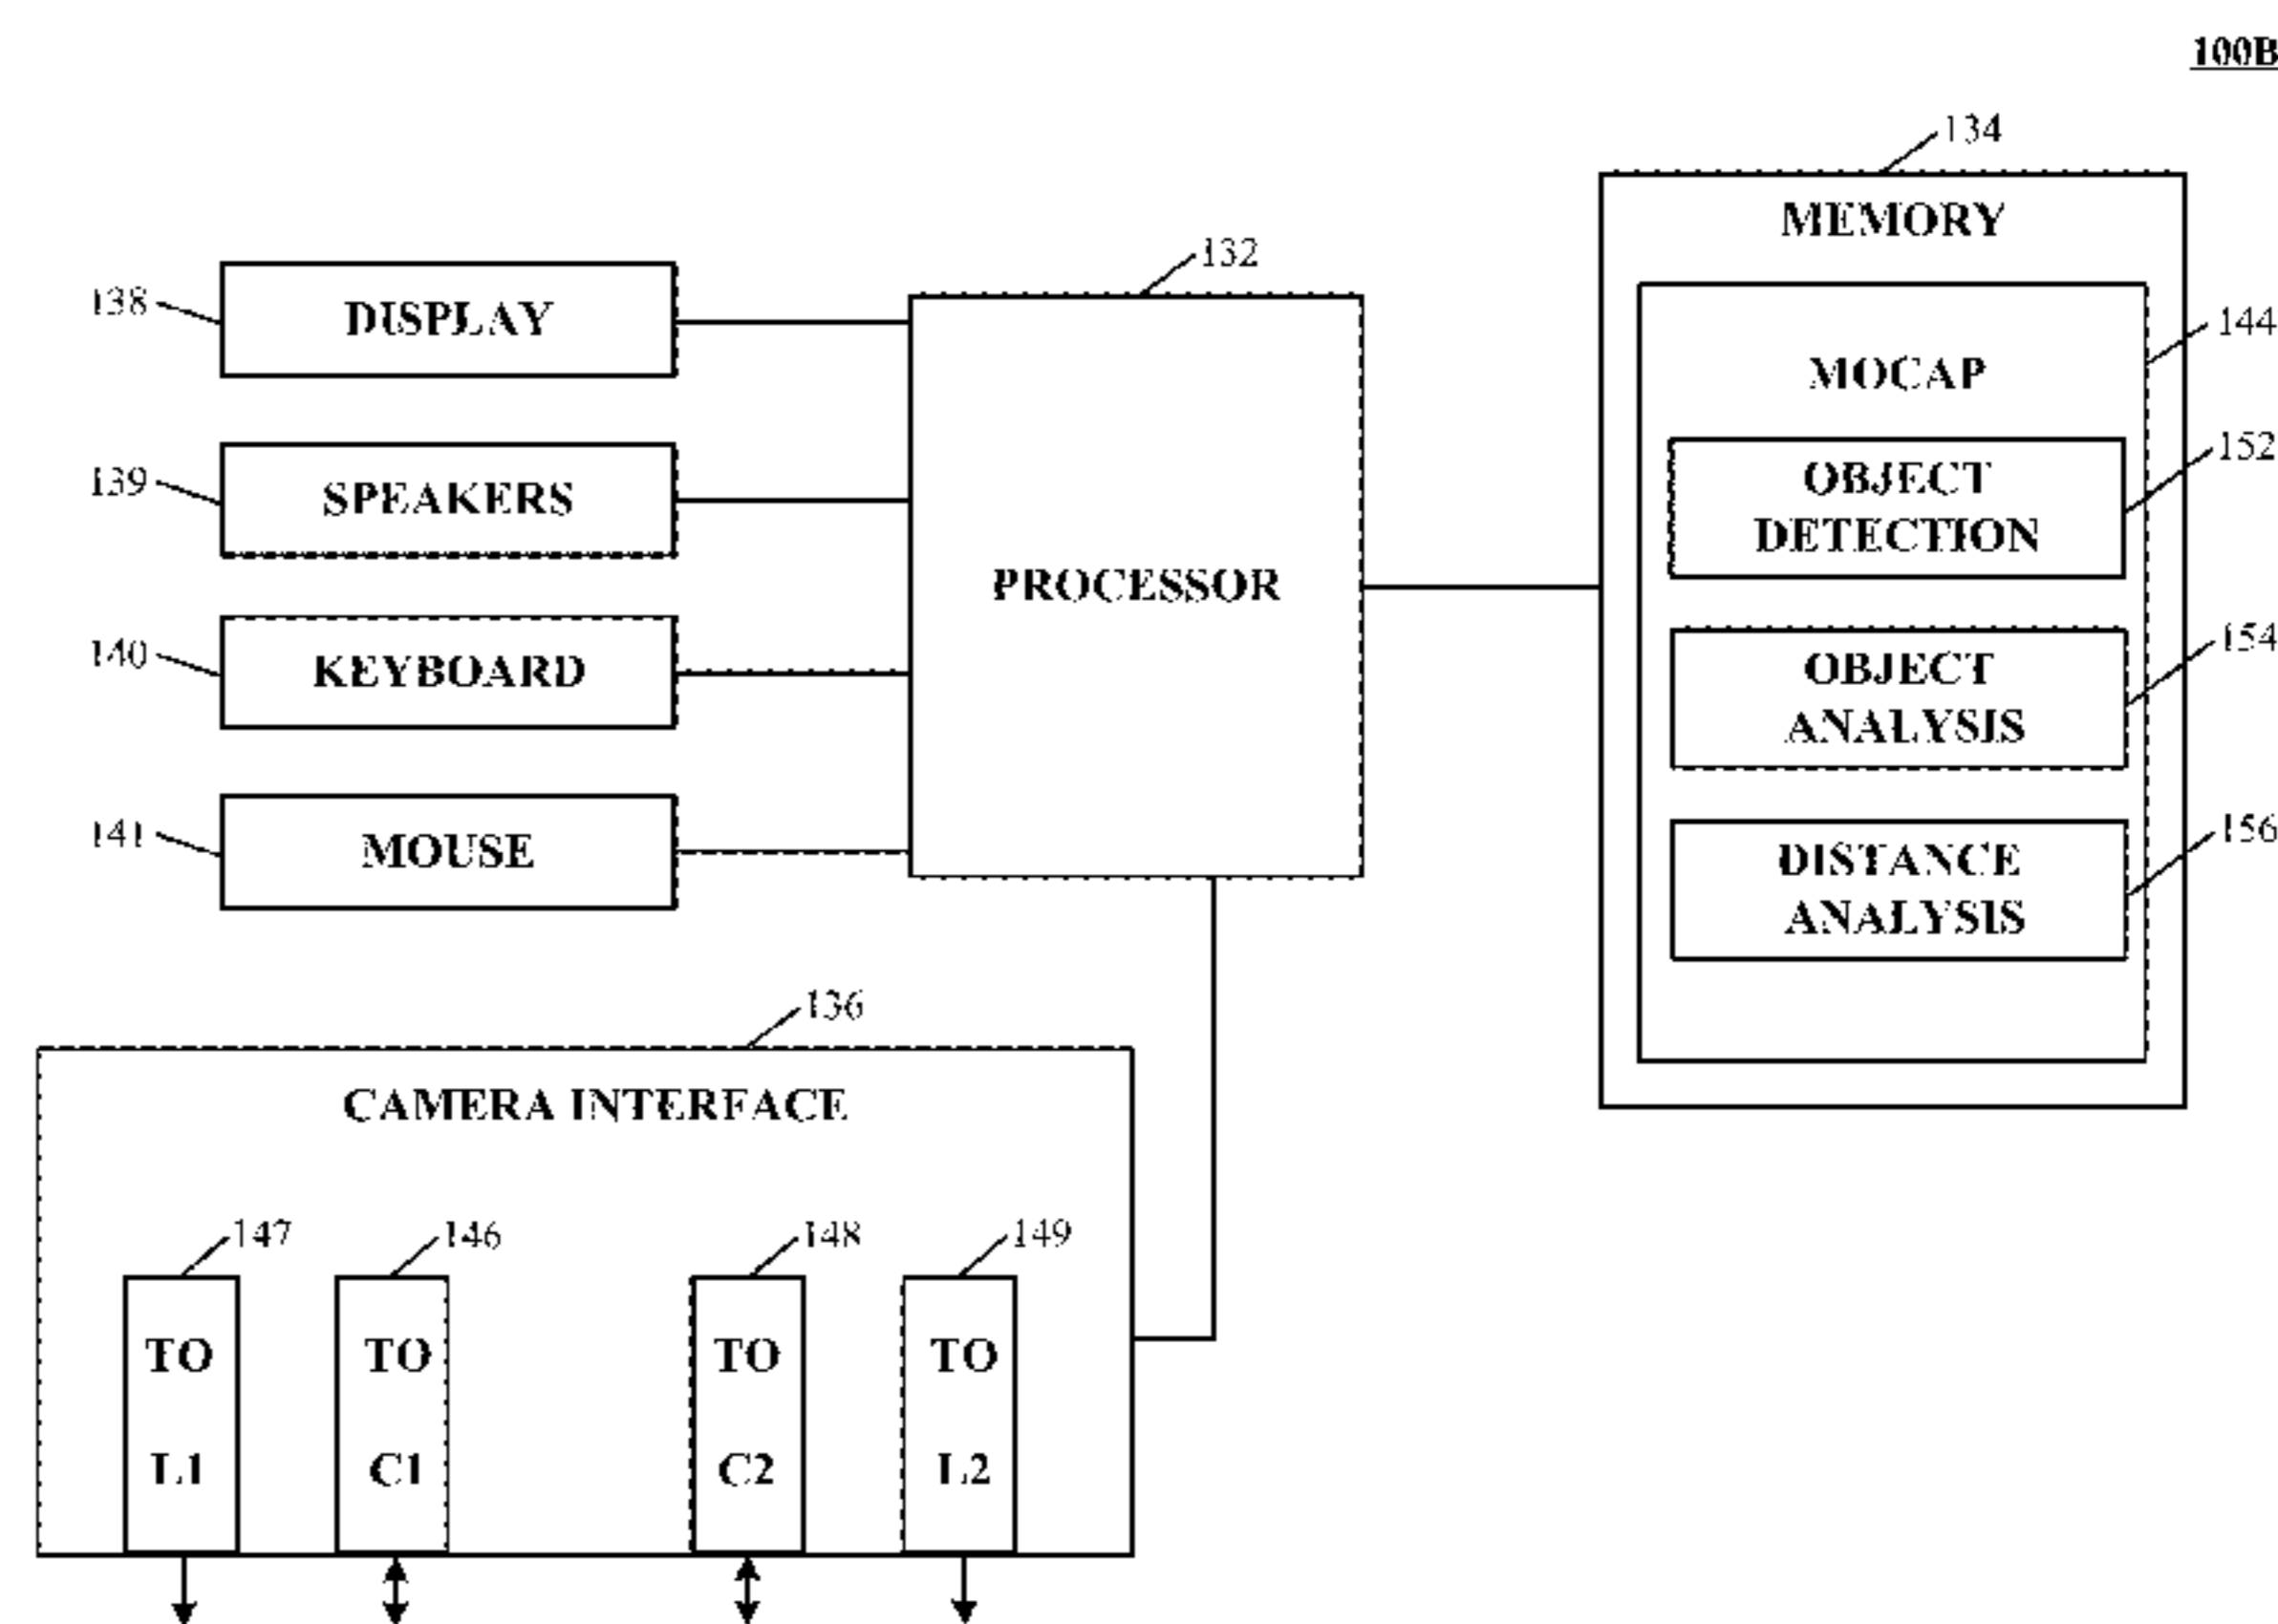 100B
134
MEMORY
132
138
DISPLAY
144
MOCAP
152
139
SPEAKERS
OBJECT
DETECTION
PROCESSOR
140
KEYBOARD
154
OBJECT
ANALYSIS
141
MOUSE
156
DISTANCE
ANALYSIS
136
CAMERA INTERFACE
147
146
148
149
TO
L1
TO
C1
TO
C2
TO
L2